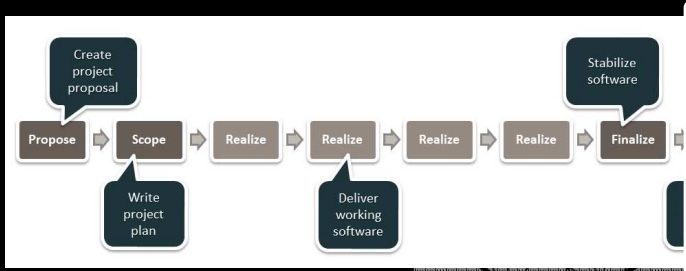 Create
project
proposal
Stabilize
software
Propose
Scope
Realize
Realize
Realize
Realize
Finalize
Write
project
plan
Deliver
working
software